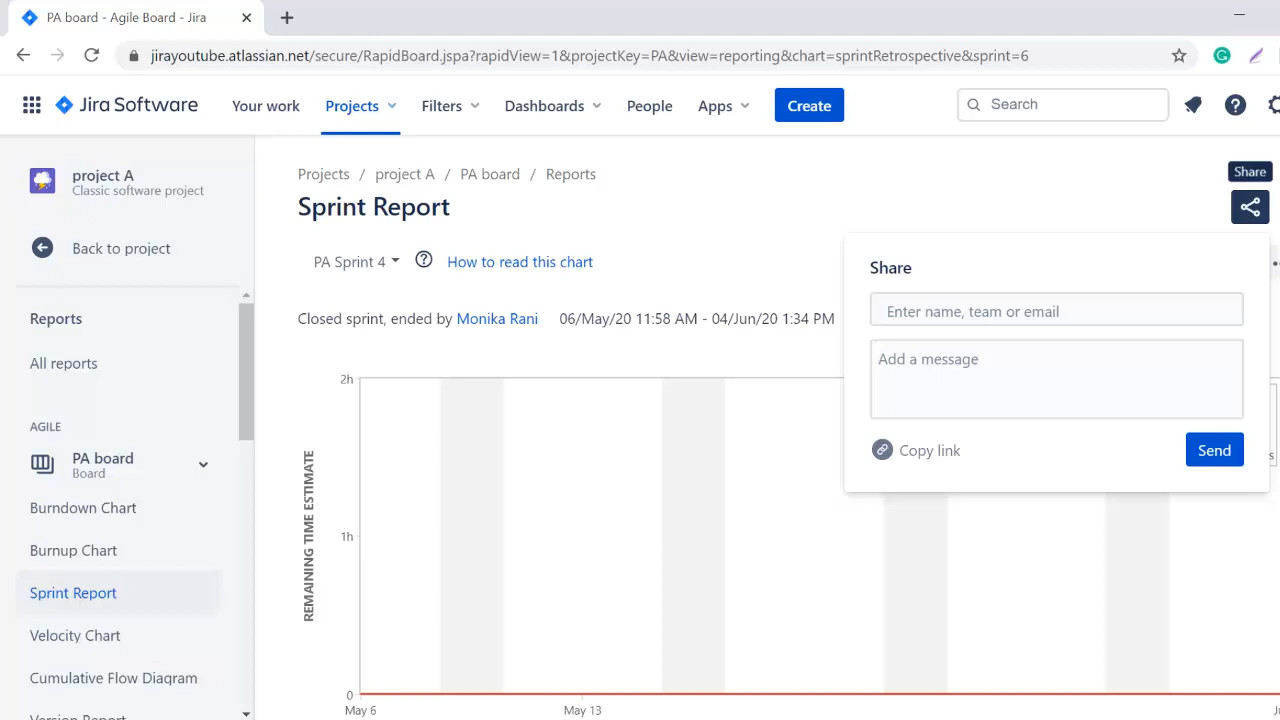 PA board - Agile Board - Jira
jirayoutube.atlassian.net/secure/RapidBoard.jspa?rapidView=1&projectKey=PA&view=reporting&chart=sprintRetrospective&sprint=6
Jira Software
Your work
Projects
Filters
Dashboards
People
Apps
Create
Search
project A
Classic software project
Back to project
Reports
All reports
AGILE
PA board
Board
Burndown Chart
Burnup Chart
Sprint Report
Velocity Chart
Cumulative Flow Diagram
Version Report
Projects / project A / PA board / Reports
Sprint Report
Share
PA Sprint 4
How to read this chart
Closed sprint, ended by Monika Rani 06/May/20 11:58 AM - 04/Jun/20 1:34 PM
Share
Enter name, team or email
Add a message
Copy link
Send
REMAINING TIME ESTIMATE
2h
1h
0
May 6
May 13